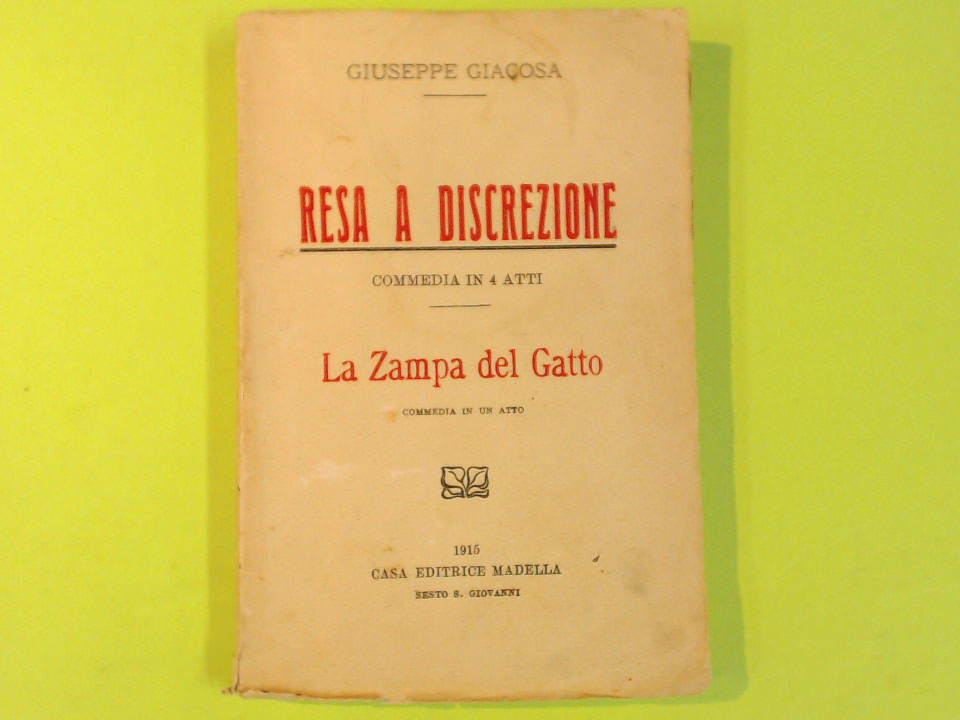 GIUSEPPE GIACOSA
RESA A DISCREZIONE
COMMEDIA IN 4 ATTI
La Zampa del Gatto
COMMEDIA IN UN ATTO
1915
CASA EDITRICE MADELLA
SESTO S. GIOVANNI